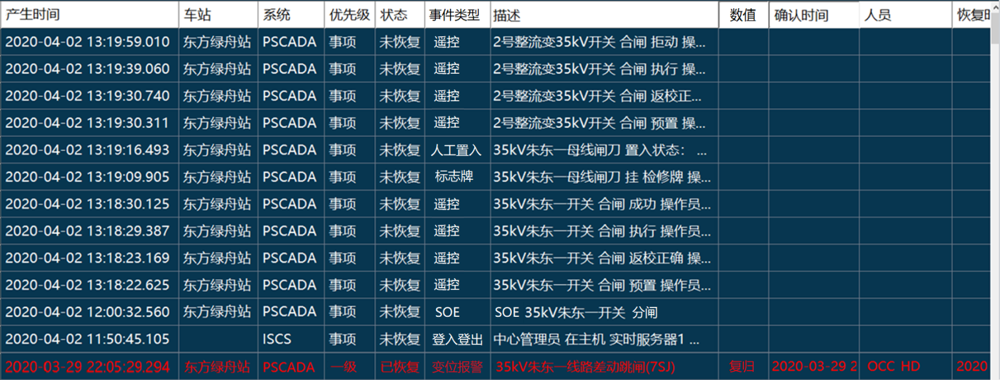 产生时间 车站 系统 优先级 状态 事件类型 描述 数值 确认时间 人员 恢复时
2020-04-02 13:19:59.010 东方绿舟站 PSCADA 事项 未恢复 遥控 2号整流变35kV开关 合闸 拒动 操...
2020-04-02 13:19:39.060 东方绿舟站 PSCADA 事项 未恢复 遥控 2号整流变35kV开关 合闸 执行 操...
2020-04-02 13:19:30.740 东方绿舟站 PSCADA 事项 未恢复 遥控 2号整流变35kV开关 合闸 返校正...
2020-04-02 13:19:30.311 东方绿舟站 PSCADA 事项 未恢复 遥控 2号整流变35kV开关 合闸 预置 操...
2020-04-02 13:19:16.493 东方绿舟站 PSCADA 事项 未恢复 人工置入 35kV朱东一母线闸刀 置入状态： ...
2020-04-02 13:19:09.905 东方绿舟站 PSCADA 事项 未恢复 标志牌 35kV朱东一母线闸刀 挂 检修牌 操...
2020-04-02 13:18:30.125 东方绿舟站 PSCADA 事项 未恢复 遥控 35kV朱东一开关 合闸 成功 操作员...
2020-04-02 13:18:29.387 东方绿舟站 PSCADA 事项 未恢复 遥控 35kV朱东一开关 合闸 执行 操作员...
2020-04-02 13:18:23.169 东方绿舟站 PSCADA 事项 未恢复 遥控 35kV朱东一开关 合闸 返校正确 操...
2020-04-02 13:18:22.625 东方绿舟站 PSCADA 事项 未恢复 遥控 35kV朱东一开关 合闸 预置 操作员...
2020-04-02 12:00:32.560 东方绿舟站 PSCADA 事项 未恢复 SOE SOE 35kV朱东一开关 分闸
2020-04-02 11:50:45.105 ISCS 事项 未恢复 登入登出 中心管理员 在主机 实时服务器1 ...
2020-03-29 22:05:29.294 东方绿舟站 PSCADA 一级 已恢复 变位报警 35kV朱东一线路差动跳闸(7SJ) 复归 2020-03-29 2 OCC HD 2020